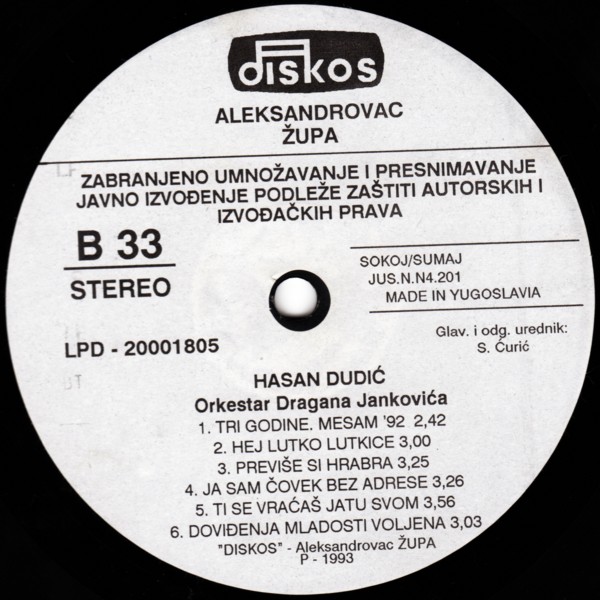 diskos
ALEKSANDROVAC
ŽUPA
ZABRANJENO UMNOŽAVANJE I PRESNIMAVANJE
JAVNO IZVOĐENJE PODLEŽE ZAŠTITI AUTORSKIH I
IZVOĐAČKIH PRAVA
B 33
STEREO
SOKOJ/SUMAJ
JUS.N.N4.201
MADE IN YUGOSLAVIA
LPD - 20001805
Glav. i odg. urednik:
S. Ćurić
HASAN DUDIĆ
Orkestar Dragana Jankovića
1. TRI GODINE. MESAM '92 2,42
2. HEJ LUTKO LUTKICE 3,00
3. PREVIŠE SI HRABRA 3,25
4. JA SAM ČOVEK BEZ ADRESE 3,26
5. TI SE VRAĆAŠ JATU SVOM 3,56
6. DOVIĐENJA MLADOSTI VOLJENA 3,03
"DISKOS" - Aleksandrovac ŽUPA
P - 1993